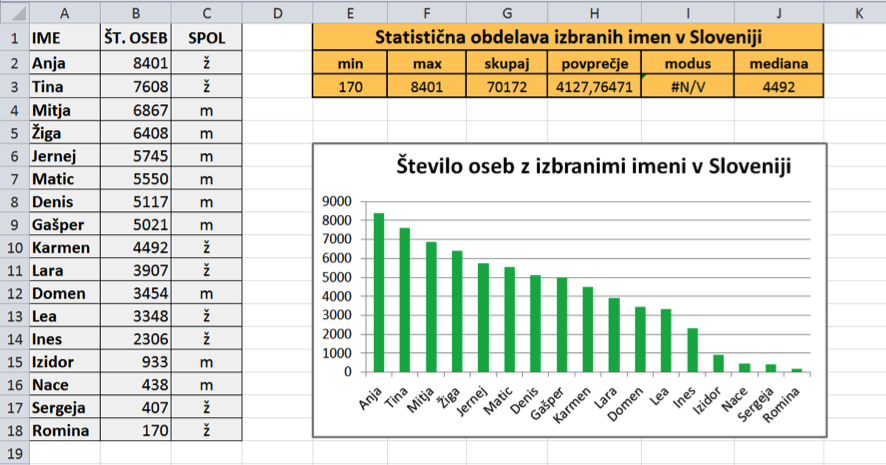 A B C D E F G H I J K
1 IME ŠT. OSEB SPOL Statistična obdelava izbranih imen v Sloveniji
2 Anja 8401 ž min max skupaj povprečje modus mediana
3 Tina 7608 ž 170 8401 70172 4127,76471 #N/V 4492
4 Mitja 6867 m
5 Žiga 6408 m
6 Jernej 5745 m
7 Matic 5550 m
8 Denis 5117 m
9 Gašper 5021 m
10 Karmen 4492 ž
11 Lara 3907 ž
12 Domen 3454 m
13 Lea 3348 ž
14 Ines 2306 ž
15 Izidor 933 m
16 Nace 438 m
17 Sergeja 407 ž
18 Romina 170 ž
19
Število oseb z izbranimi imeni v Sloveniji
9000
8000
7000
6000
5000
4000
3000
2000
1000
0
Anja Tina Mitja Žiga Jernej Matic Denis Gašper Karmen Lara Domen Lea Ines Izidor Nace Sergeja Romina